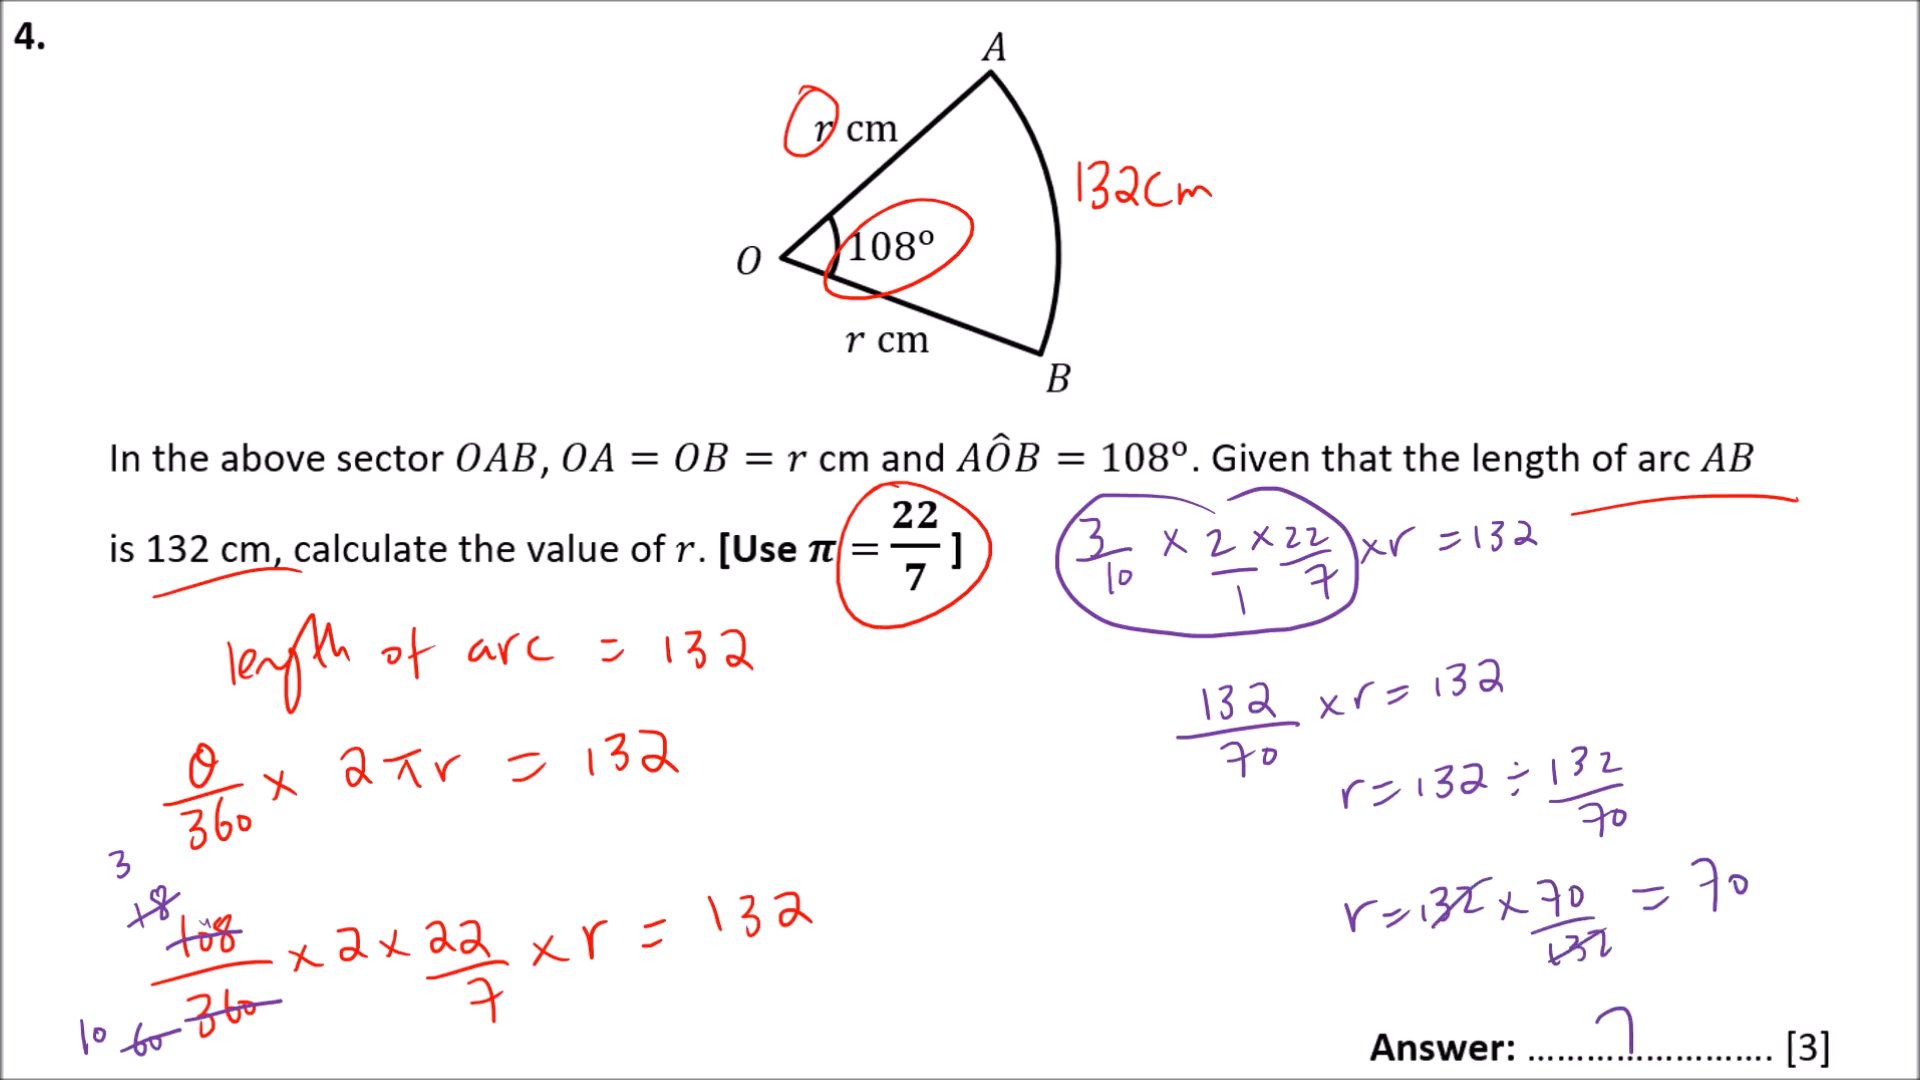 4.
A
r cm
132cm
O
108°
r cm
B
In the above sector OAB, OA = OB = r cm and AÔB = 108°. Given that the length of arc AB
is 132 cm, calculate the value of r. [Use π = 22/7 ]
3/10 × 2/1 × 22/7 × r = 132
length of arc = 132
132/70 × r = 132
θ/360 × 2πr = 132
r = 132 ÷ 132/70
3
18
108/360 × 2 × 22/7 × r = 132
10 60
r = 132 × 70/132 = 70
Answer: ......7...... [3]